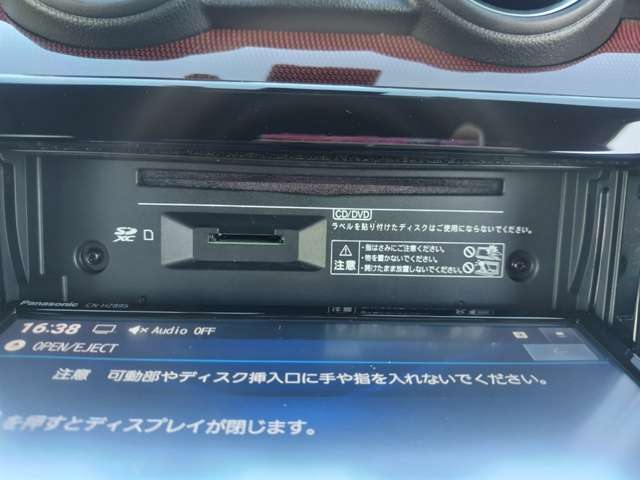 CD/DVD
ラベルを貼り付けたディスクはご使用にならないでください。
SD XC
注意
・指はさみにご注意ください。
・物を置かないでください。
・開けたまま放置しないでください。
Panasonic
注意
16:38 Audio OFF
OPEN/EJECT
注意 可動部やディスク挿入口に手や指を入れないでください。
を押すとディスプレイが閉じます。